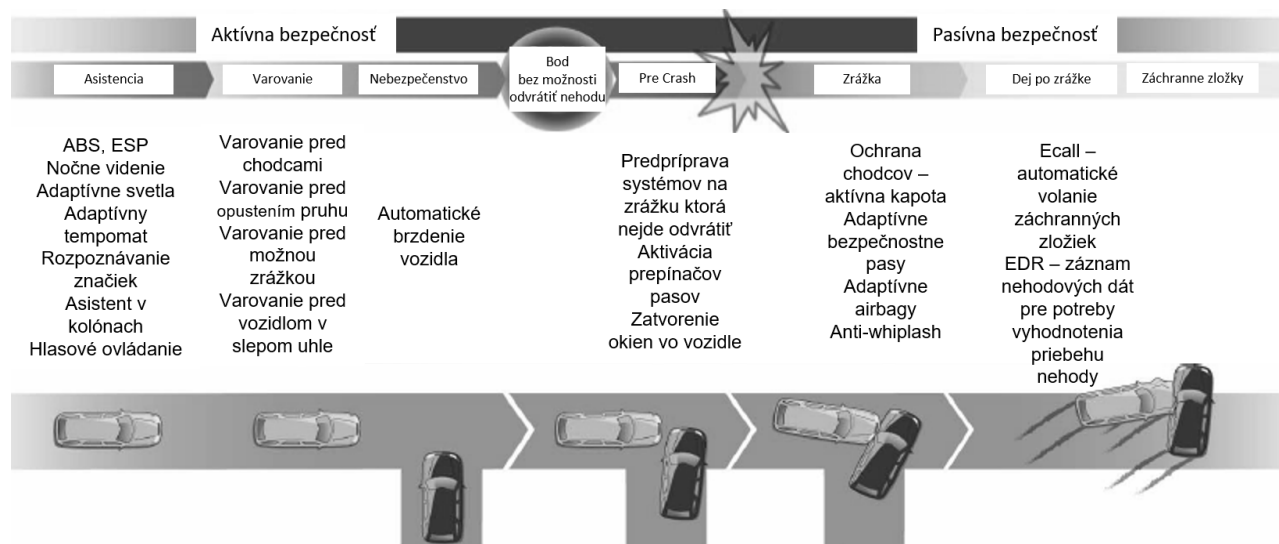 Aktívna bezpečnosť
Pasívna bezpečnosť
Asistencia
Varovanie
Nebezpečenstvo
Bod
bez možnosti
odvrátiť nehodu
Pre Crash
Zrážka
Dej po zrážke
Záchranne zložky
ABS, ESP
Nočne videnie
Adaptívne svetla
Adaptívny
tempomat
Rozpoznávanie
značiek
Asistent v
kolónach
Hlasové ovládanie
Varovanie pred
chodcami
Varovanie pred
opustením pruhu
Varovanie pred
možnou
zrážkou
Varovanie pred
vozidlom v
slepom uhle
Automatické
brzdenie
vozidla
Predpríprava
systémov na
zrážku ktorá
nejde odvrátiť
Aktivácia
prepínačov
pasov
Zatvorenie
okien vo vozidle
Ochrana
chodcov –
aktívna kapota
Adaptívne
bezpečnostne
pasy
Adaptívne
airbagy
Anti-whiplash
Ecall –
automatické
volanie
záchranných
zložiek
EDR – záznam
nehodových dát
pre potreby
vyhodnotenia
priebehu
nehody